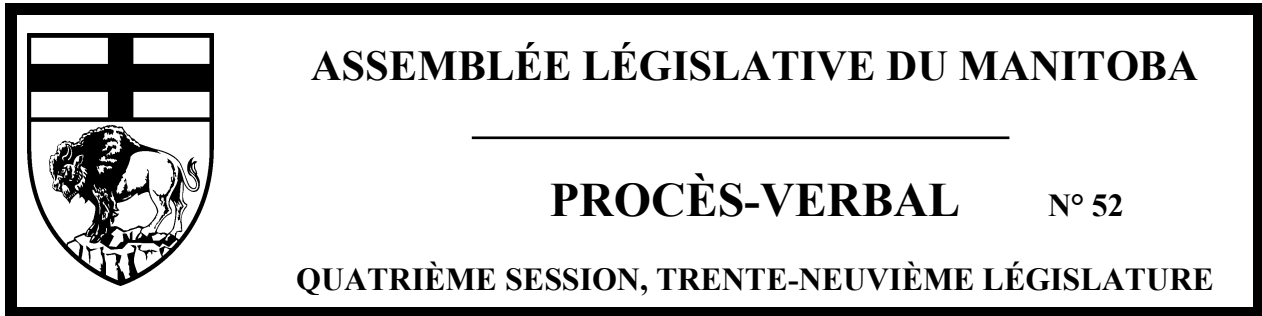 ASSEMBLÉE LÉGISLATIVE DU MANITOBA
PROCÈS-VERBAL N° 52
QUATRIÈME SESSION, TRENTE-NEUVIÈME LÉGISLATURE